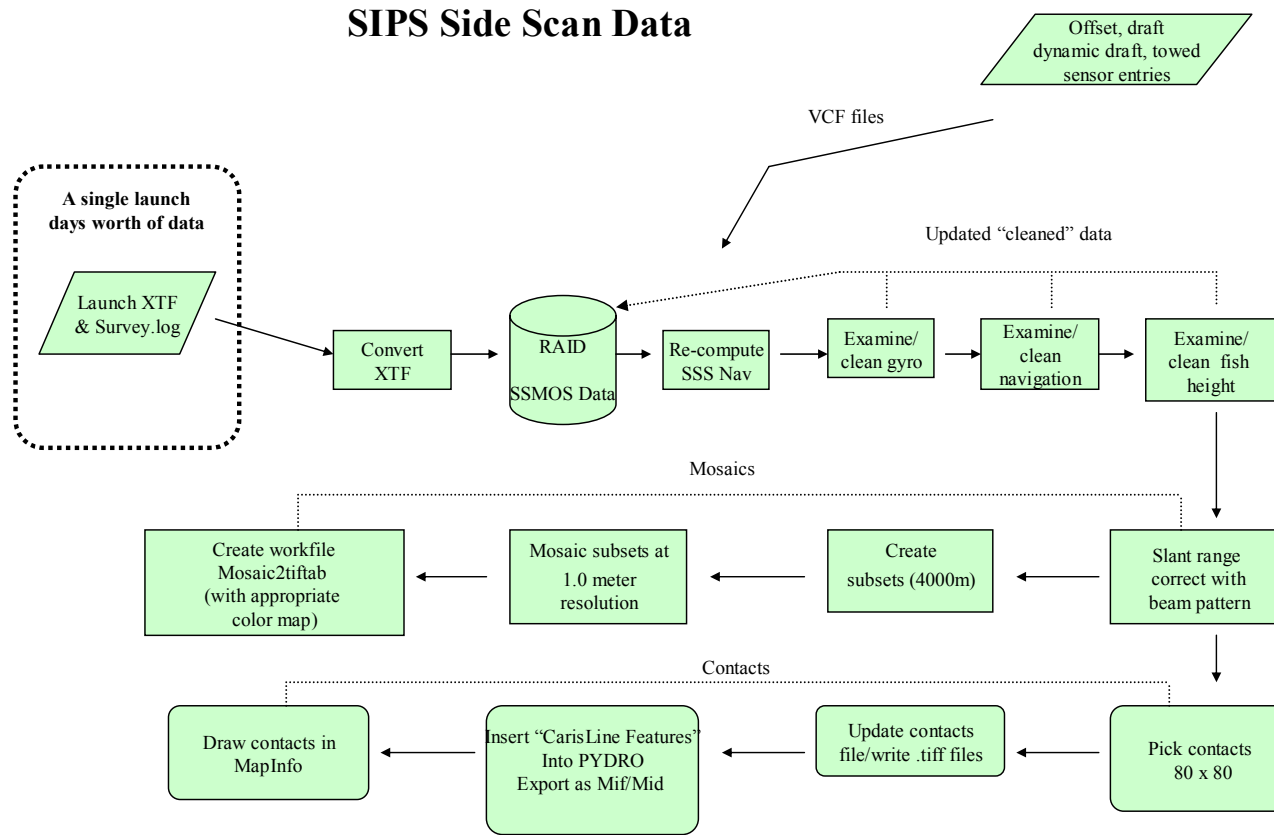 SIPS Side Scan Data
Offset, draft
dynamic draft, towed
sensor entries
VCF files
A single launch
days worth of data
Updated “cleaned” data
Launch XTF
& Survey.log
Convert
XTF
RAID
SSMOS Data
Re-compute
SSS Nav
Examine/
clean gyro
Examine/
clean
navigation
Examine/
clean fish
height
Mosaics
Create workfile
Mosaic2tiftab
(with appropriate
color map)
Mosaic subsets at
1.0 meter
resolution
Create
subsets (4000m)
Slant range
correct with
beam pattern
Contacts
Draw contacts in
MapInfo
Insert “CarisLine Features”
Into PYDRO
Export as Mif/Mid
Update contacts
file/write .tiff files
Pick contacts
80 x 80